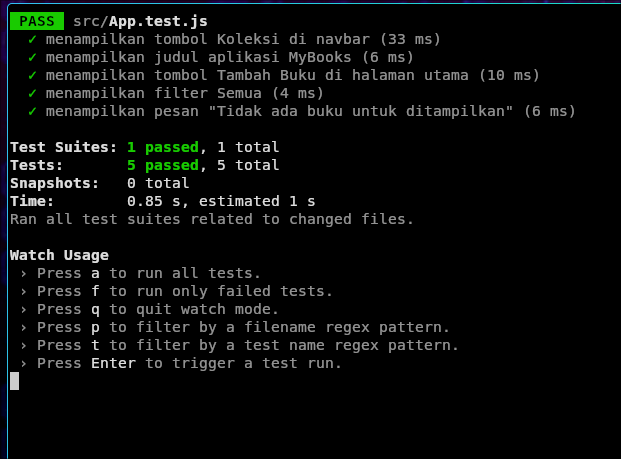 PASS src/App.test.js
✓ menampilkan tombol Koleksi di navbar (33 ms)
✓ menampilkan judul aplikasi MyBooks (6 ms)
✓ menampilkan tombol Tambah Buku di halaman utama (10 ms)
✓ menampilkan filter Semua (4 ms)
✓ menampilkan pesan "Tidak ada buku untuk ditampilkan" (6 ms)
Test Suites: 1 passed, 1 total
Tests: 5 passed, 5 total
Snapshots: 0 total
Time: 0.85 s, estimated 1 s
Ran all test suites related to changed files.
Watch Usage
› Press a to run all tests.
› Press f to run only failed tests.
› Press q to quit watch mode.
› Press p to filter by a filename regex pattern.
› Press t to filter by a test name regex pattern.
› Press Enter to trigger a test run.